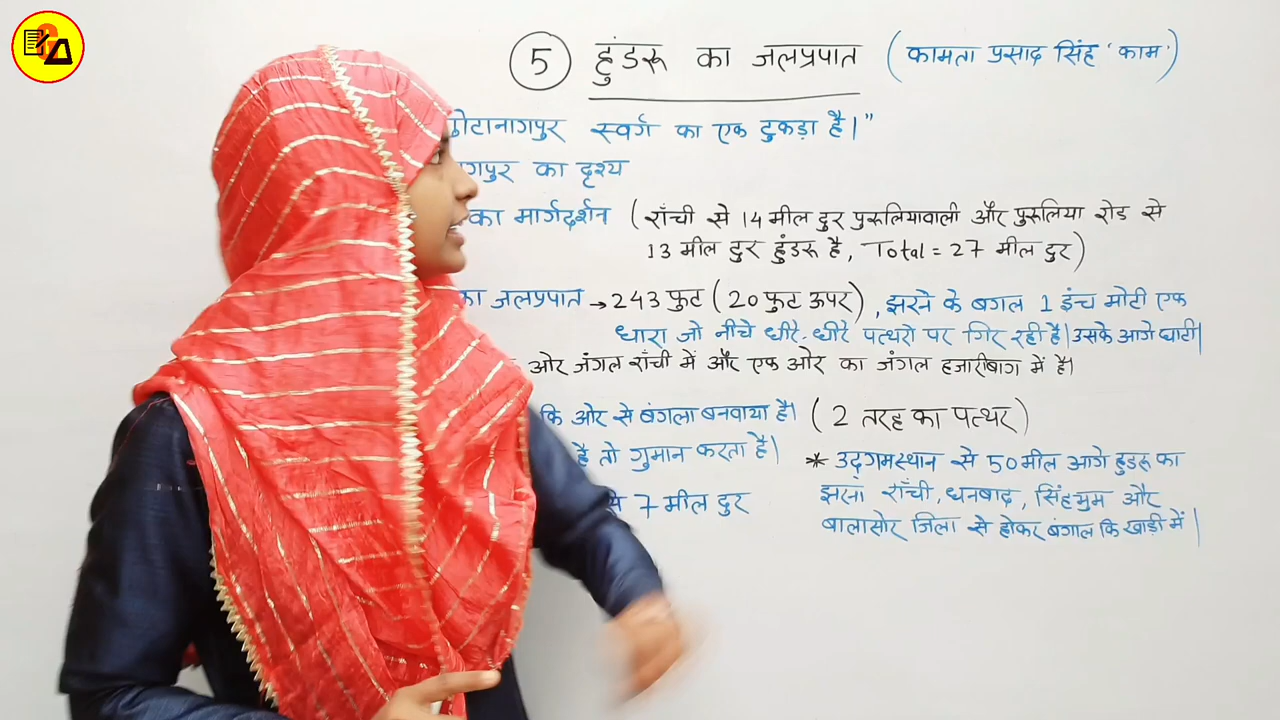 5 हुंडरू का जलप्रपात (कामता प्रसाद सिंह 'काम')
छोटानागपुर स्वर्ग का एक टुकड़ा है।"
गपुर का दृश्य
का मार्गदर्शन (राँची से 14 मील दुर पुरूलियावाली और पुरूलिया रोड से
13 मील दुर हुंडरू है, Total = 27 मील दुर)
का जलप्रपात → 243 फुट (20 फुट ऊपर), झरने के बगल 1 इंच मोटी एक
धारा जो नीचे धीरे-धीरे पत्थरो पर गिर रही है। उसके आगे घाटी।
ओर जंगल राँची में और एक ओर का जंगल हजारीबाग में है।
कि ओर से बंगला बनवाया है। (2 तरह का पत्थर)
है तो गुमान करता है।
* उद्गमस्थान से 50 मील आगे हुंडरू का
से 7 मील दुर
झरना राँची, धनबाद, सिंहभुम और
बालासोर जिला से होकर बंगाल कि खाड़ी में।